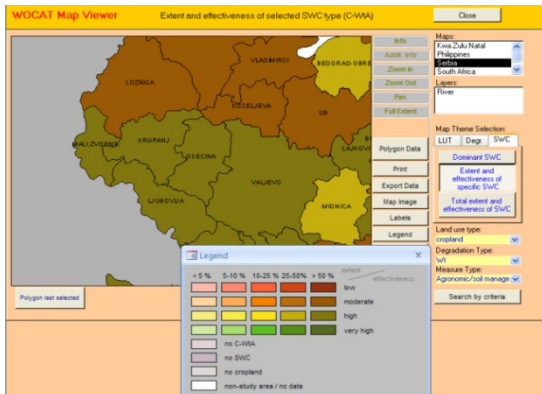 WOCAT Map Viewer
Extent and effectiveness of selected SWC type (C-WtA)
Close
Info
Addit. Info
Zoom In
Zoom Out
Pan
Full Extent
Polygon Data
Print
Export Data
Map Image
Labels
Legend
Maps:
Kwa Zulu Natal
Philippines
Serbia
South Africa
Layers:
River
Map Theme Selection:
LUT Degr. SWC
Dominant SWC
Extent and
effectiveness of
specific SWC
Total extent and
effectiveness of SWC
Land use type:
cropland
Degradation Type:
Wt
Measure Type:
Agronomic/soil manage
Search by criteria
VLADIMIRCI
BEOGRAD-OBRE
LOZNICA
KOCELJEVA
UB
MALI ZVORNIK
KRUPANJ
OSECINA
LAJKOV
LJUBOVIJA
VALJEVO
MIONICA
Polygon last selected
Legend
< 5 % 5-10 % 10-25 % 25-50% > 50 % extent
effectiveness
low
moderate
high
very high
no C-WtA
no SWC
no cropland
non-study area / no data